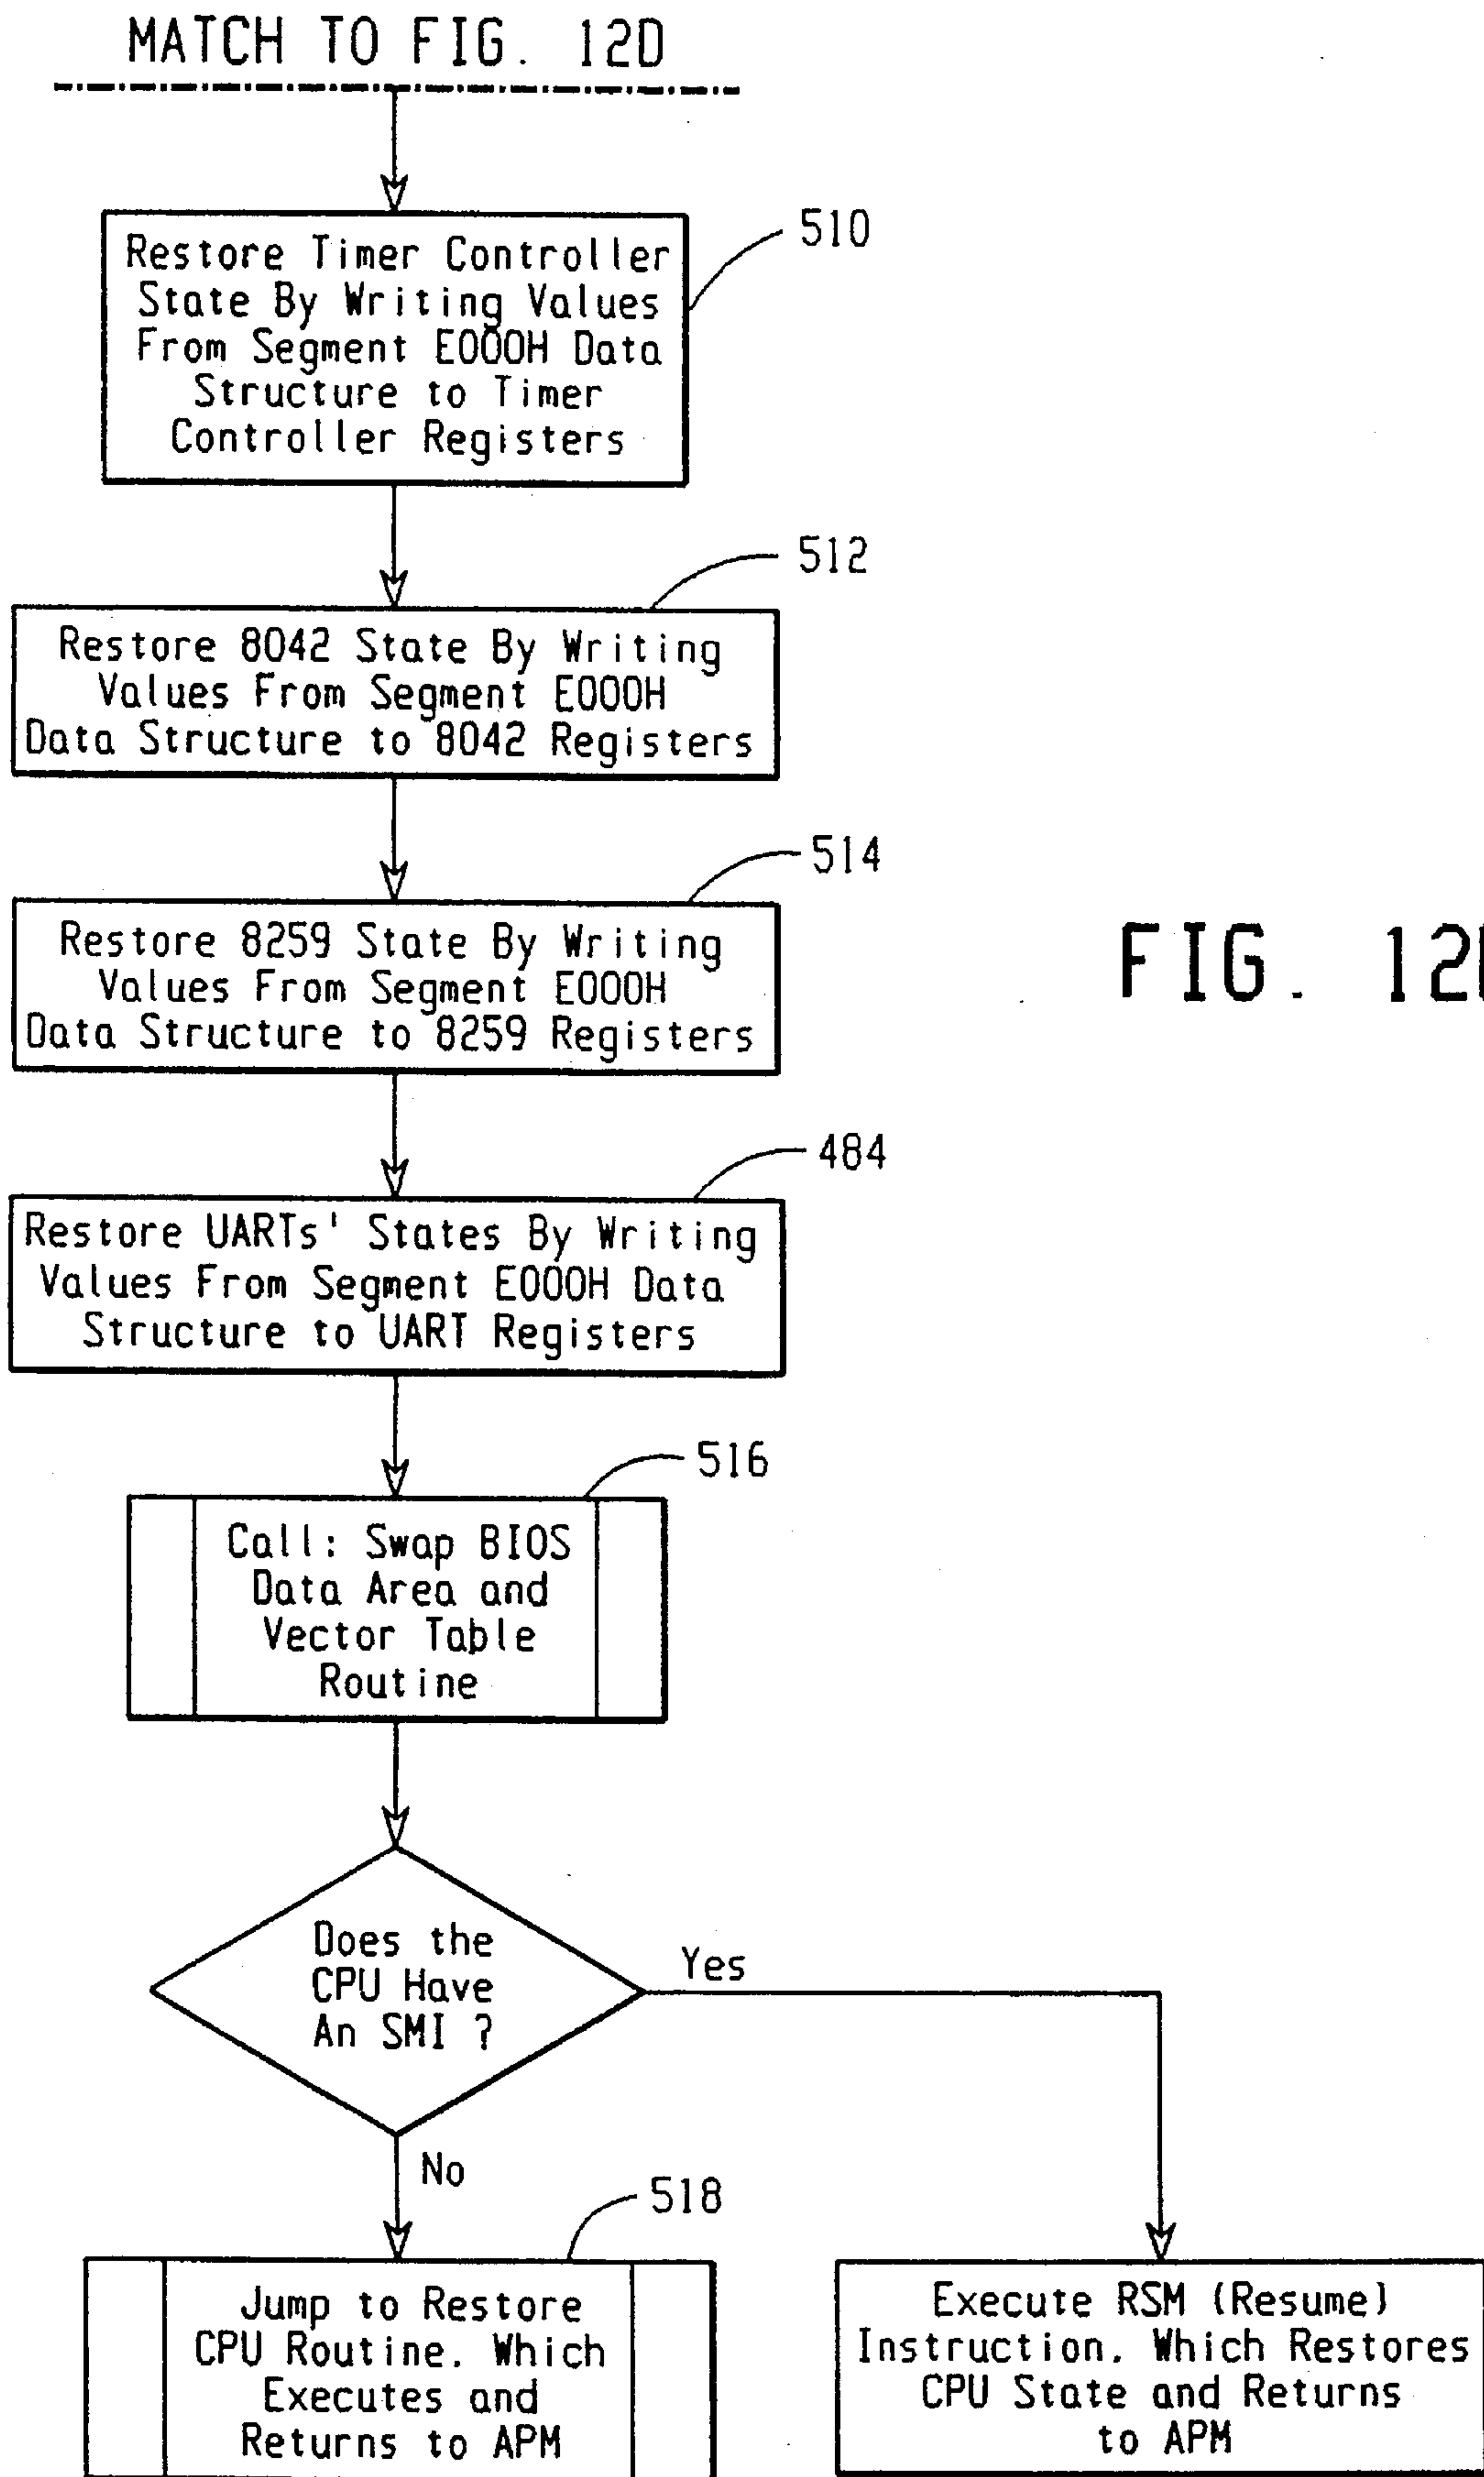 MATCH TO FIG. 12D
510
Restore Timer Controller
State By Writing Values
From Segment E000H Data
Structure to Timer
Controller Registers
512
Restore 8042 State By Writing
Values From Segment E000H
Data Structure to 8042 Registers
514
Restore 8259 State By Writing
Values From Segment E000H
Data Structure to 8259 Registers
FIG. 12
484
Restore UARTs' States By Writing
Values From Segment E000H Data
Structure to UART Registers
516
Call: Swap BIOS
Data Area and
Vector Table
Routine
Does the
CPU Have
An SMI ?
Yes
No
518
Jump to Restore
CPU Routine. Which
Executes and
Returns to APM
Execute RSM (Resume)
Instruction. Which Restores
CPU State and Returns
to APM